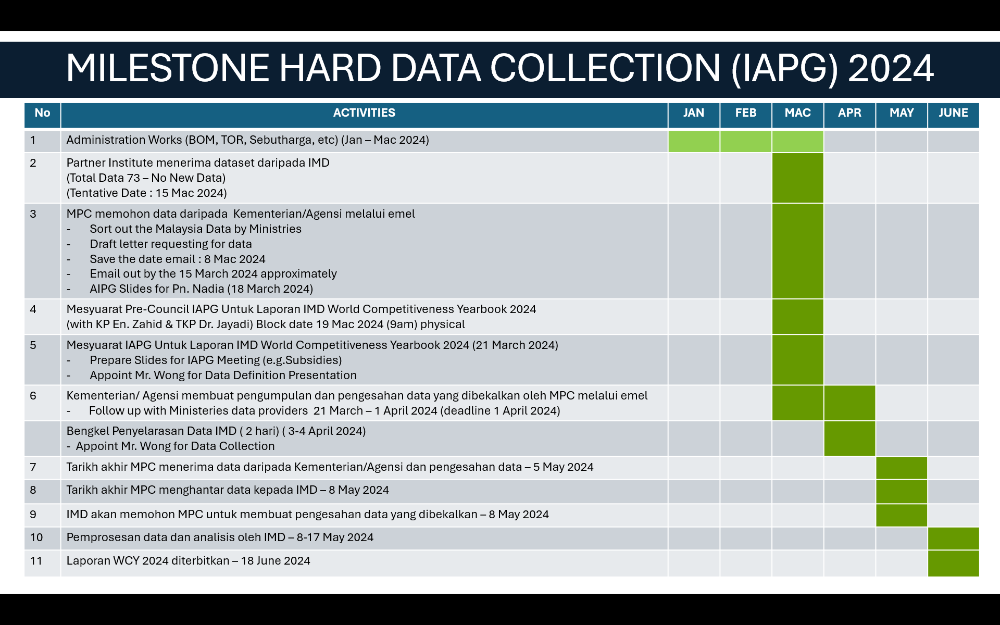 MILESTONE HARD DATA COLLECTION (IAPG) 2024
No ACTIVITIES JAN FEB MAC APR MAY JUNE
1 Administration Works (BOM, TOR, Sebutharga, etc) (Jan – Mac 2024)
2 Partner Institute menerima dataset daripada IMD
(Total Data 73 – No New Data)
(Tentative Date : 15 Mac 2024)
3 MPC memohon data daripada  Kementerian/Agensi melalui emel
- Sort out the Malaysia Data by Ministries
- Draft letter requesting for data
- Save the date email : 8 Mac 2024
- Email out by the 15 March 2024 approximately
- AIPG Slides for Pn. Nadia (18 March 2024)
4 Mesyuarat Pre-Council IAPG Untuk Laporan IMD World Competitiveness Yearbook 2024
(with KP En. Zahid & TKP Dr. Jayadi) Block date 19 Mac 2024 (9am) physical
5 Mesyuarat IAPG Untuk Laporan IMD World Competitiveness Yearbook 2024 (21 March 2024)
- Prepare Slides for IAPG Meeting (e.g.Subsidies)
- Appoint Mr. Wong for Data Definition Presentation
6 Kementerian/ Agensi membuat pengumpulan dan pengesahan data yang dibekalkan oleh MPC melalui emel
- Follow up with Ministeries data providers  21 March – 1 April 2024 (deadline 1 April 2024)
Bengkel Penyelarasan Data IMD ( 2 hari) ( 3-4 April 2024)
- Appoint Mr. Wong for Data Collection
7 Tarikh akhir MPC menerima data daripada Kementerian/Agensi dan pengesahan data – 5 May 2024
8 Tarikh akhir MPC menghantar data kepada IMD – 8 May 2024
9 IMD akan memohon MPC untuk membuat pengesahan data yang dibekalkan – 8 May 2024
10 Pemprosesan data dan analisis oleh IMD – 8-17 May 2024
11 Laporan WCY 2024 diterbitkan – 18 June 2024